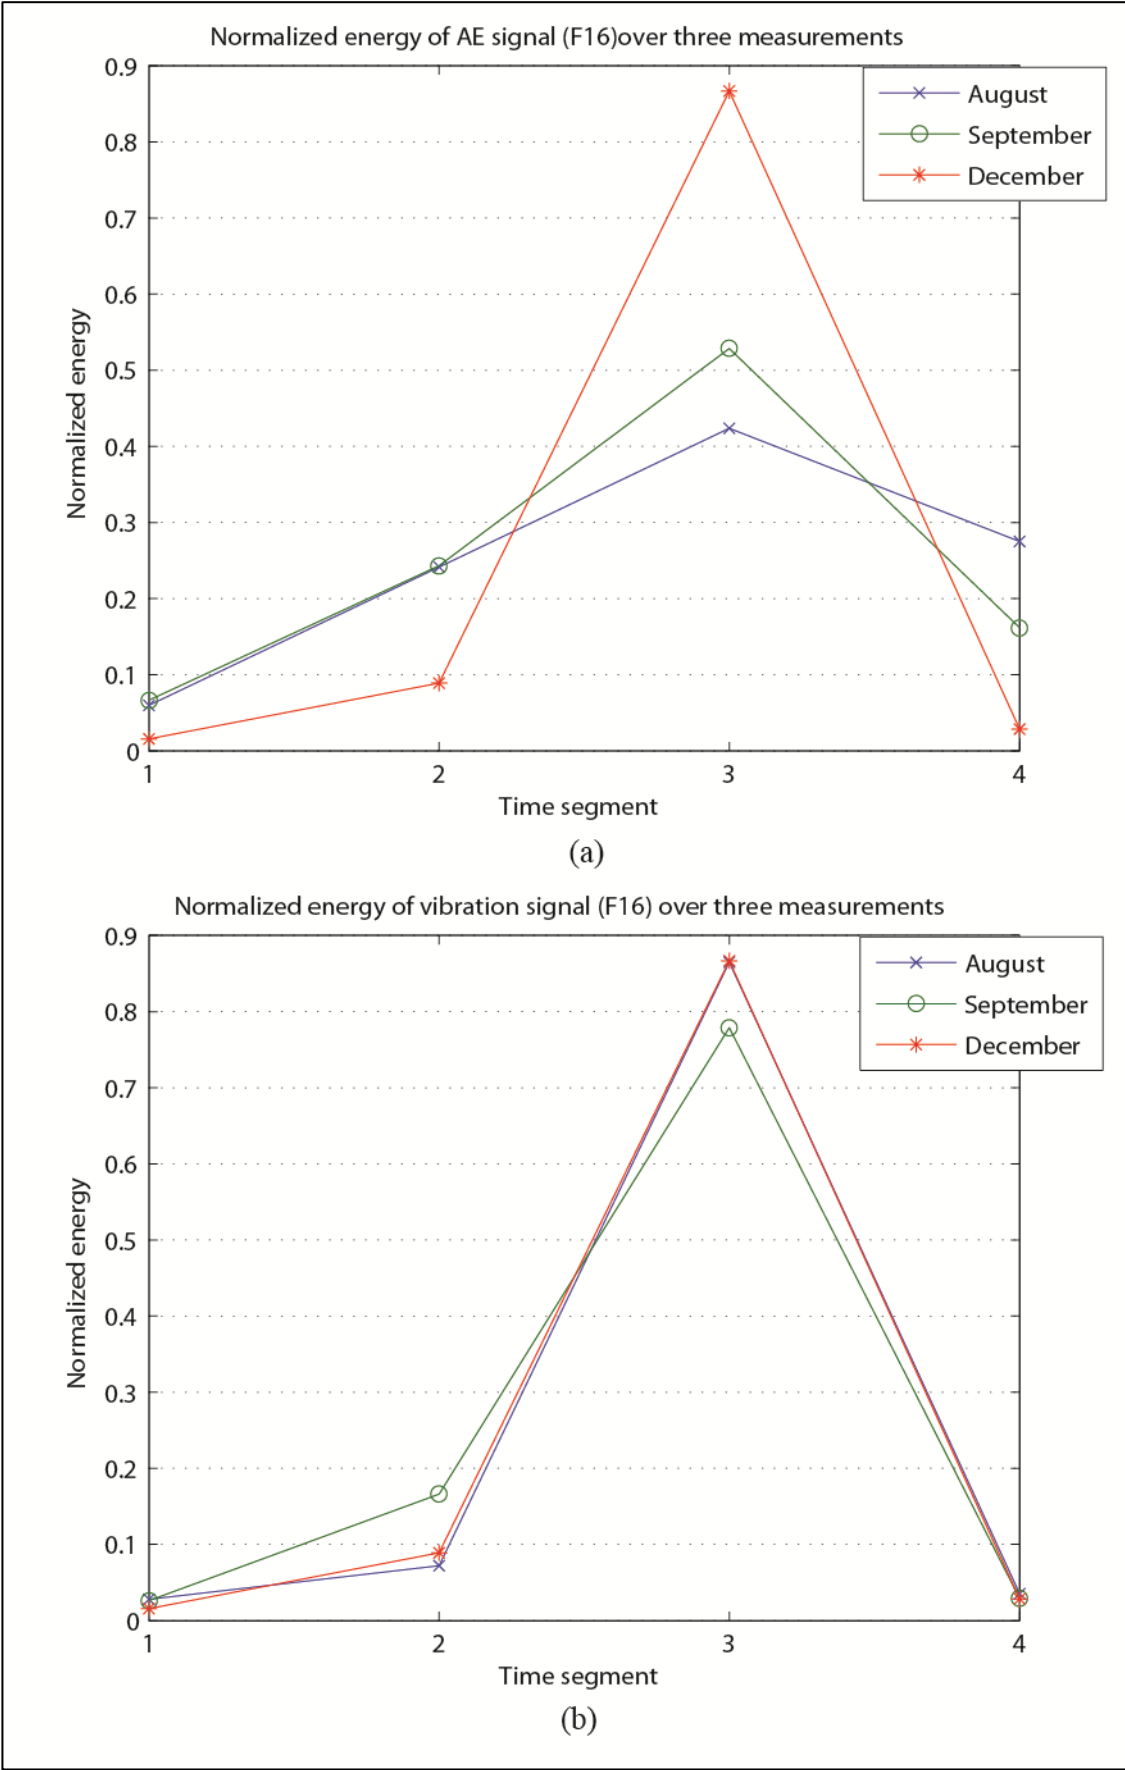 Normalized energy of AE signal (F16)over three measurements
0.9
August
September
December
0.8
0.7
0.6
0.5
0.4
0.3
0.2
0.1
0
Normalized energy
1 2 3 4
Time segment
(a)
Normalized energy of vibration signal (F16) over three measurements
0.9
August
September
December
0.8
0.7
0.6
0.5
0.4
0.3
0.2
0.1
0
Normalized energy
1 2 3 4
Time segment
(b)